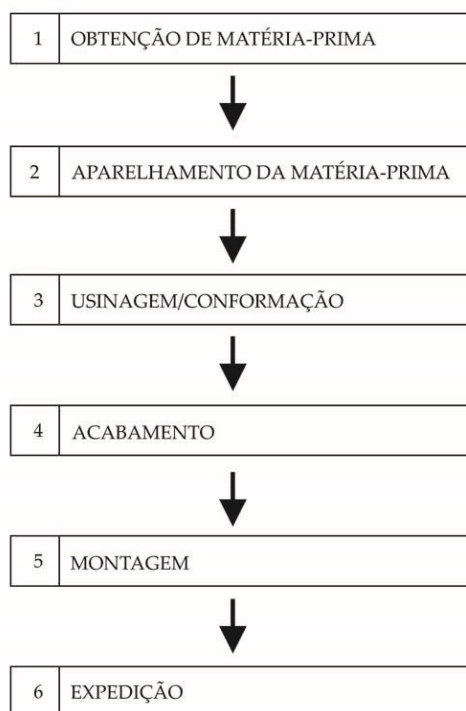 1 OBTENÇÃO DE MATÉRIA-PRIMA
2 APARELHAMENTO DA MATÉRIA-PRIMA
3 USINAGEM/CONFORMAÇÃO
4 ACABAMENTO
5 MONTAGEM
6 EXPEDIÇÃO